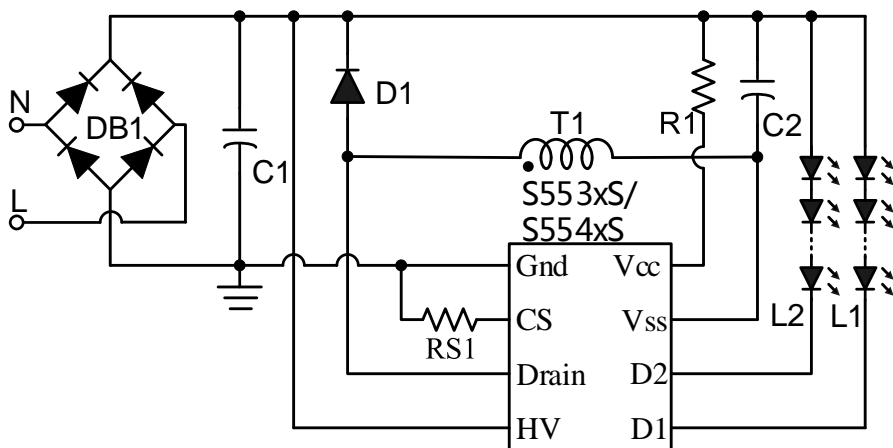 N
DB1
L
C1
D1
T1
R1
C2
S553xS/
S554xS
Gnd
Vcc
CS
Vss
RS1
Drain
D2
HV
D1
L2
L1